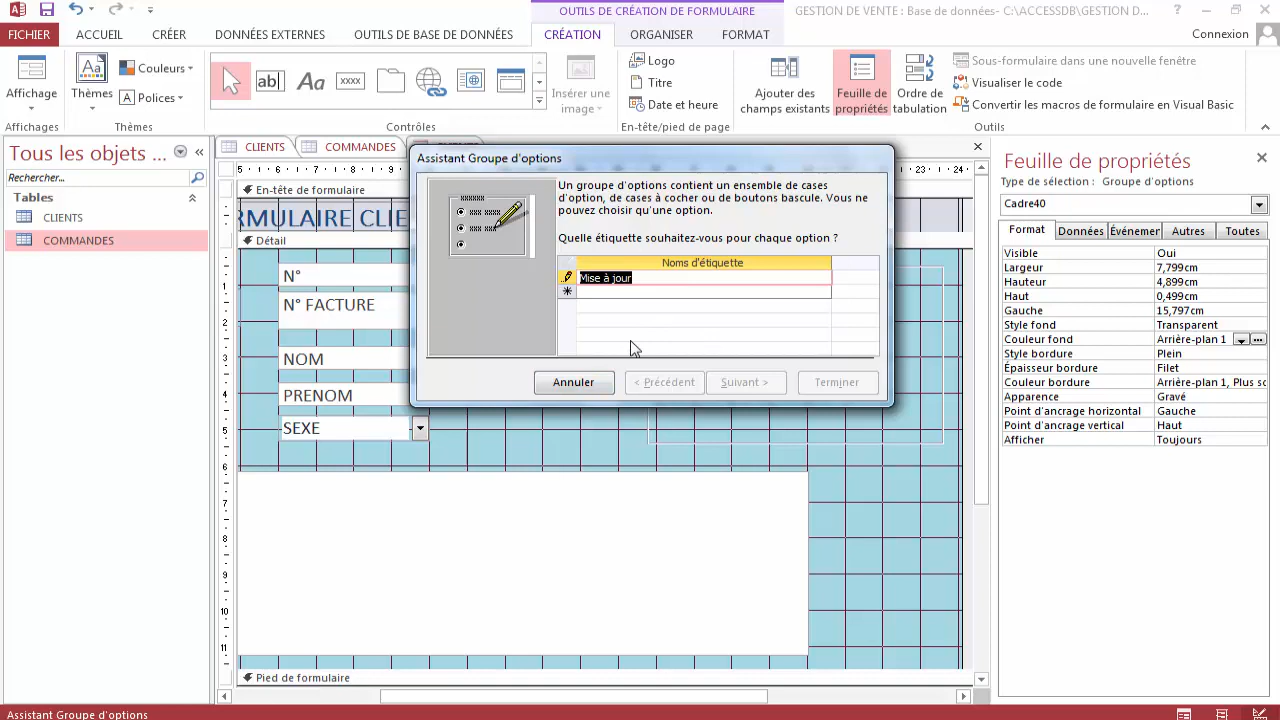 OUTILS DE CRÉATION DE FORMULAIRE
GESTION DE VENTE : Base de données- C:\ACCESSDB\GESTION D...
FICHIER
ACCUEIL
CRÉER
DONNÉES EXTERNES
OUTILS DE BASE DE DONNÉES
CRÉATION
ORGANISER
FORMAT
Connexion
Affichage
Thèmes
Couleurs
Polices
Insérer une image
Logo
Titre
Date et heure
Ajouter des champs existants
Feuille de propriétés
Ordre de tabulation
Sous-formulaire dans une nouvelle fenêtre
Visualiser le code
Convertir les macros de formulaire en Visual Basic
Affichages
Thèmes
Contrôles
En-tête/pied de page
Outils
Tous les objets ...
Rechercher...
Tables
CLIENTS
COMMANDES
CLIENTS
COMMANDES
En-tête de formulaire
RMULAIRE CLIE
Détail
N°
N° FACTURE
NOM
PRENOM
SEXE
Pied de formulaire
Assistant Groupe d'options
Un groupe d'options contient un ensemble de cases
d'option, de cases à cocher ou de boutons bascule. Vous ne
pouvez choisir qu'une option.
Quelle étiquette souhaitez-vous pour chaque option ?
Noms d'étiquette
Mise à jour
Annuler
< Précédent
Suivant >
Terminer
Feuille de propriétés
Type de sélection : Groupe d'options
Cadre40
Format
Données
Événemer
Autres
Toutes
Visible Oui
Largeur 7,799cm
Hauteur 4,899cm
Haut 0,499cm
Gauche 15,797cm
Style fond Transparent
Couleur fond Arrière-plan 1
Style bordure Plein
Épaisseur bordure Filet
Couleur bordure Arrière-plan 1, Plus so
Apparence Gravé
Point d'ancrage horizontal Gauche
Point d'ancrage vertical Haut
Afficher Toujours
Assistant Groupe d'options